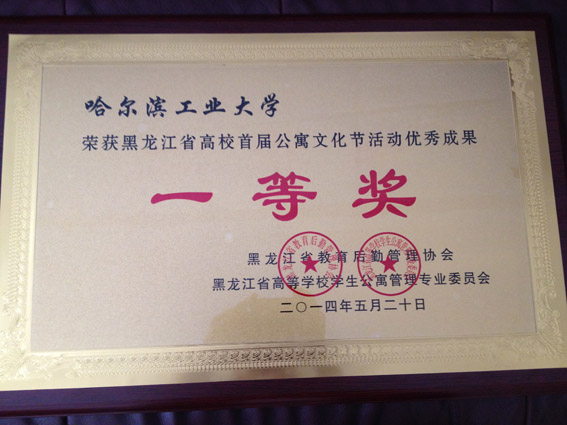 哈尔滨工业大学
荣获黑龙江省高校首届公寓文化节活动优秀成果
一等奖
黑龙江省教育后勤管理协会
黑龙江省高等学校学生公寓管理专业委员会
二〇一四年五月二十日